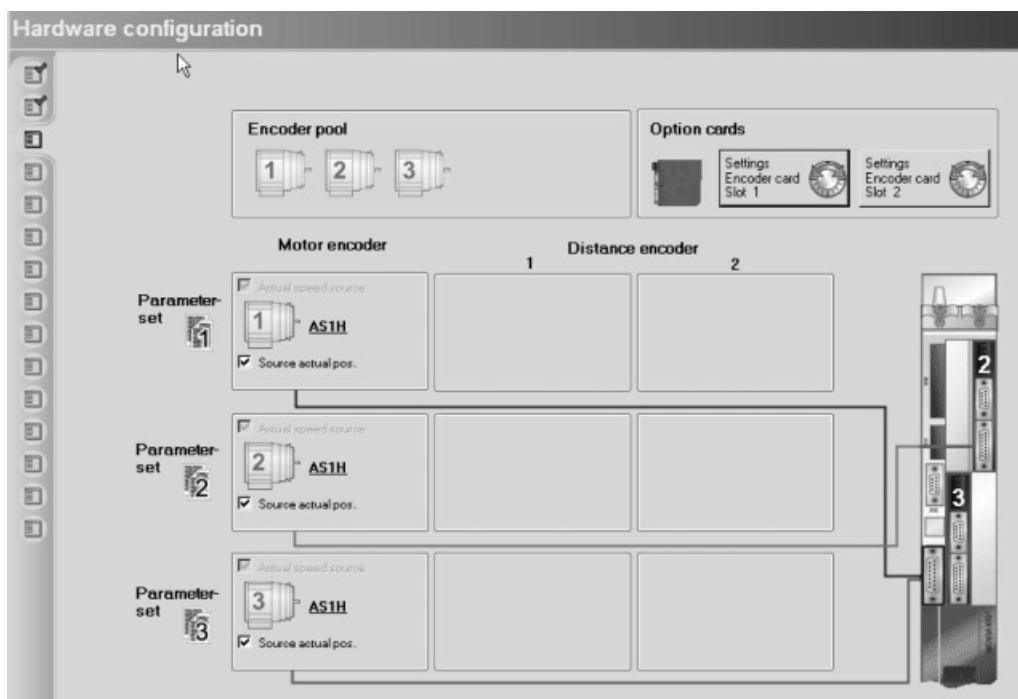 Hardware configuration
Encoder pool
1 2 3
Option cards
Settings
Encoder card
Slot 1
Settings
Encoder card
Slot 2
Motor encoder
Distance encoder
1 2
Parameter-
set 1
Actual speed source
1 AS1H
Source actual pos.
Parameter-
set 2
Actual speed source
2 AS1H
Source actual pos.
Parameter-
set 3
Actual speed source
3 AS1H
Source actual pos.
2
3